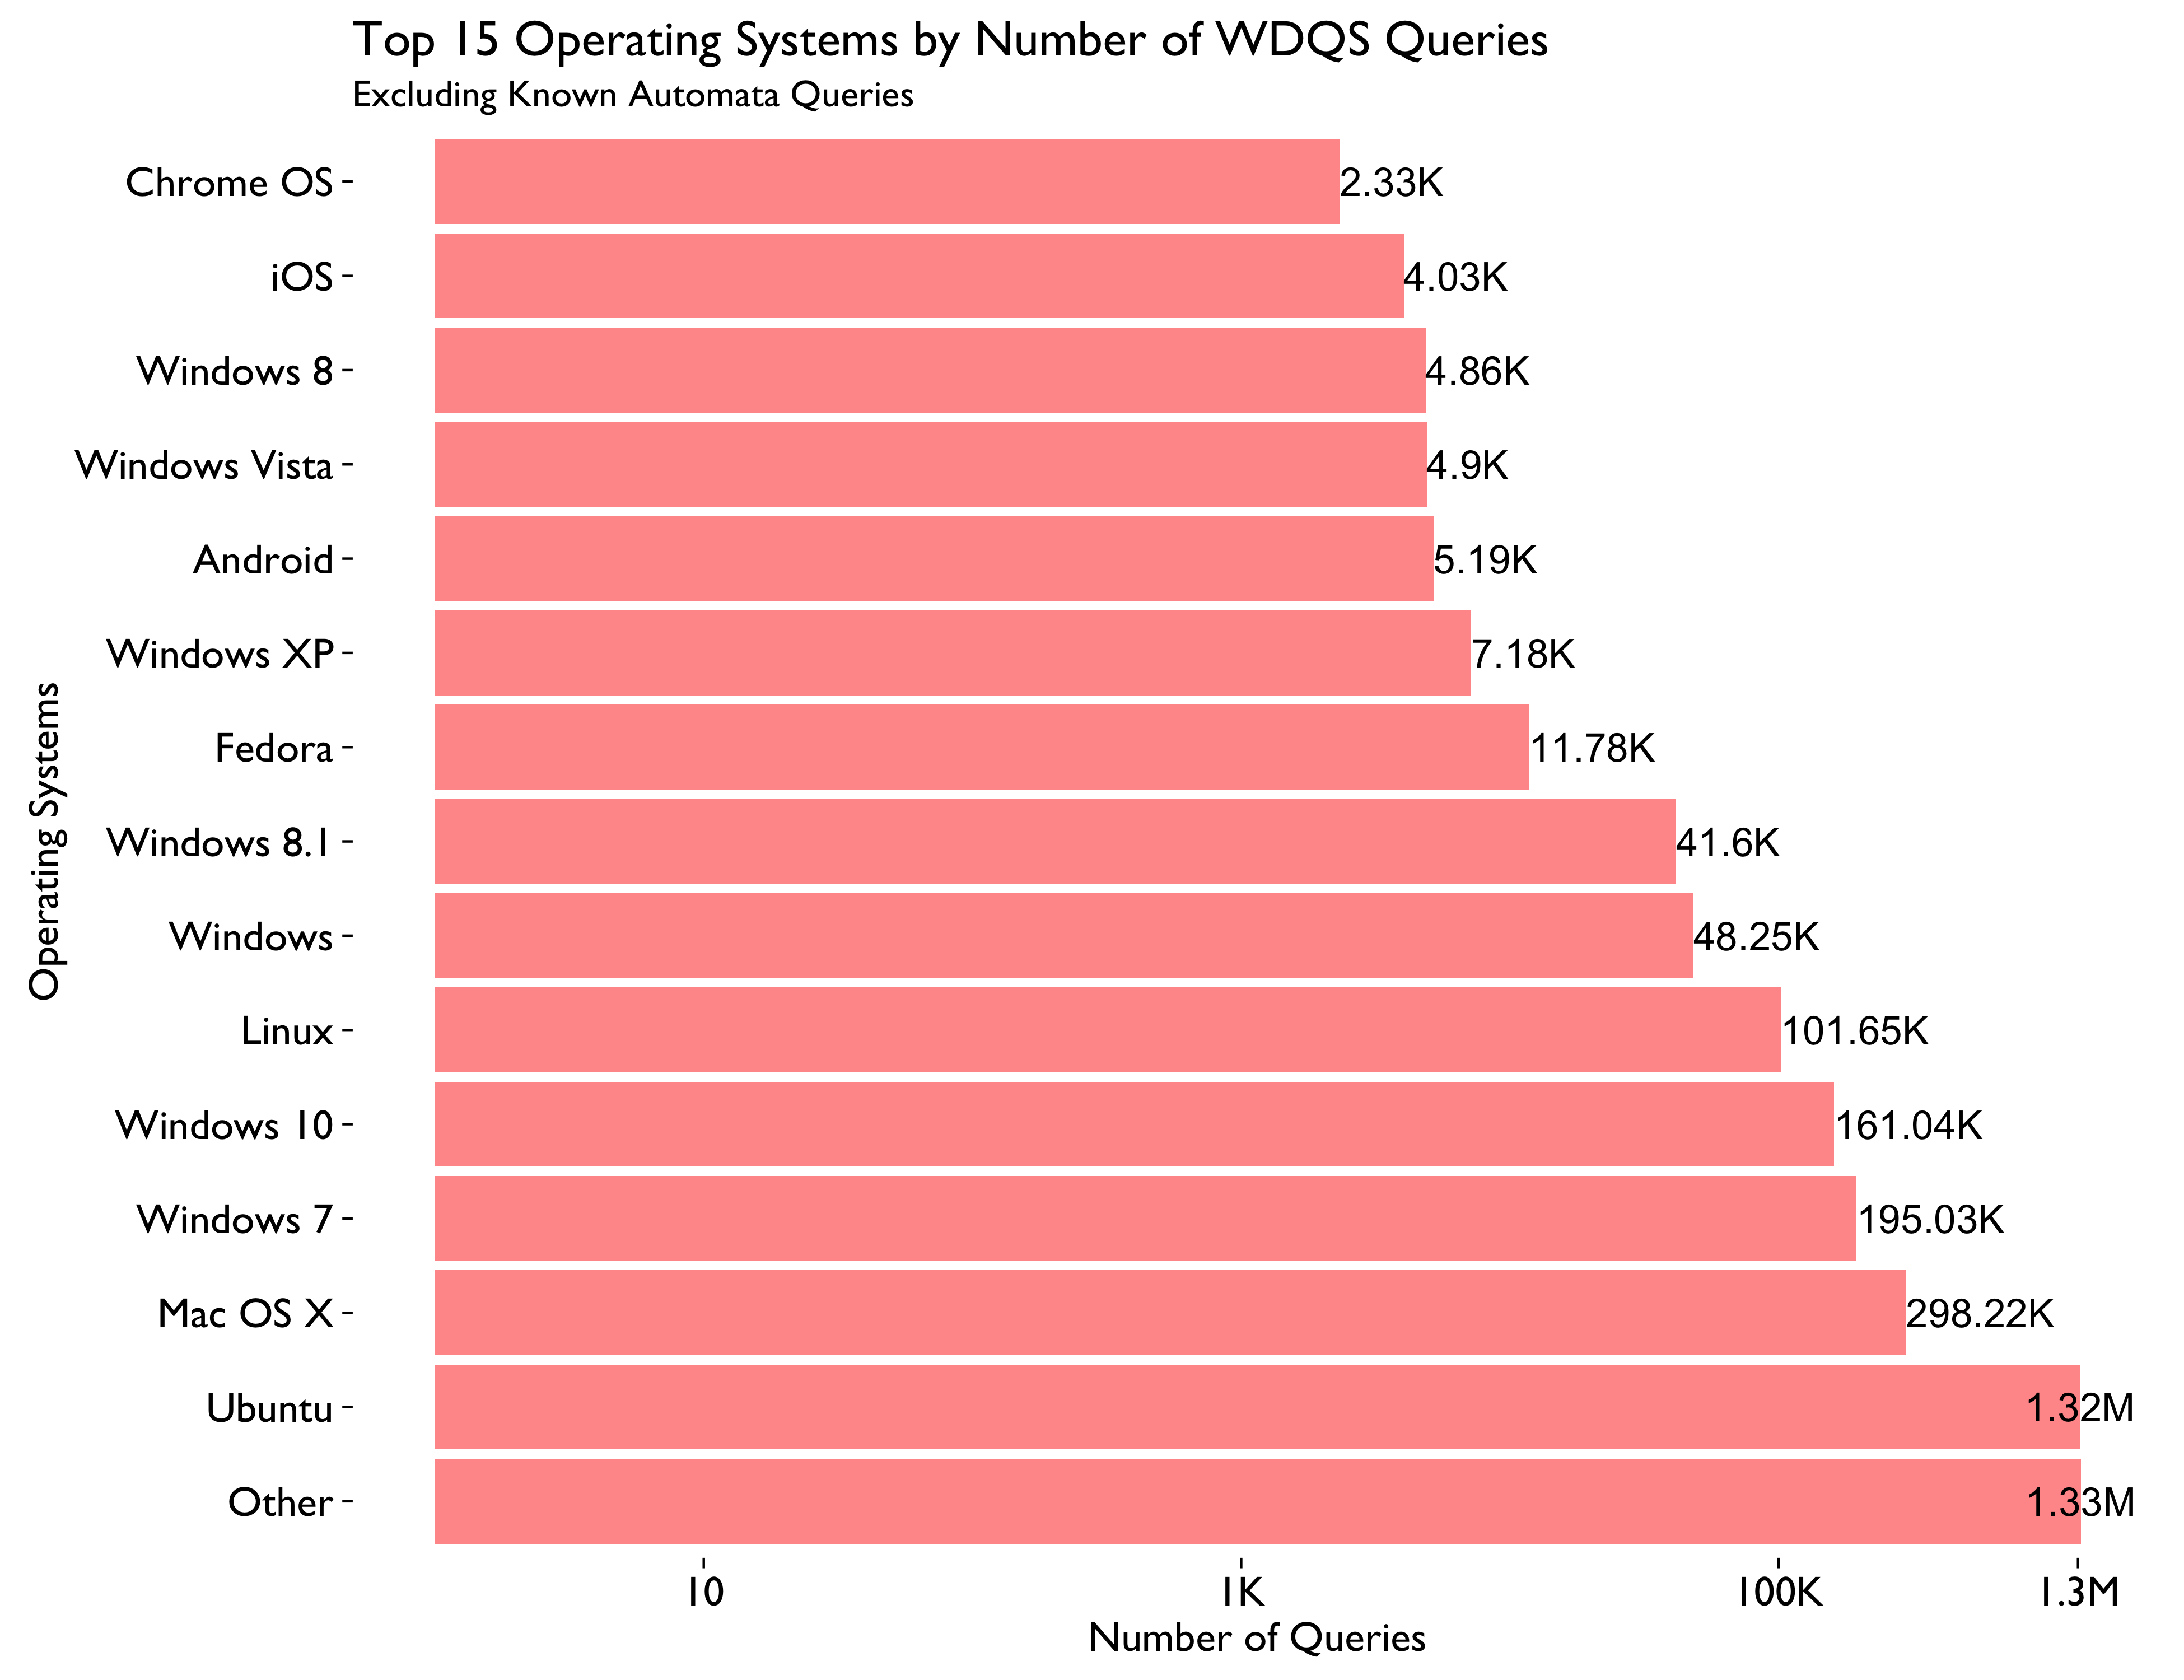 Top 15 Operating Systems by Number of WDQS Queries
Excluding Known Automata Queries
Chrome OS 2.33K
iOS 4.03K
Windows 8 4.86K
Windows Vista 4.9K
Android 5.19K
Windows XP 7.18K
Fedora 11.78K
Windows 8.1 41.6K
Windows 48.25K
Linux 101.65K
Windows 10 161.04K
Windows 7 195.03K
Mac OS X 298.22K
Ubuntu 1.32M
Other 1.33M
Operating Systems
10 1K 100K 1.3M
Number of Queries